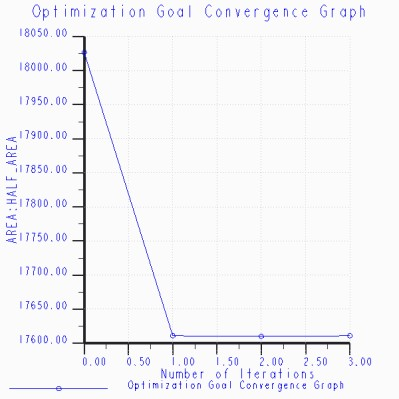 Optimization Goal Convergence Graph
18050.00
18000.00
17950.00
17900.00
17850.00
17800.00
17750.00
17700.00
17650.00
17600.00
AREA:HALF_AREA
0.00 0.50 1.00 1.50 2.00 2.50 3.00
Number of Iterations
Optimization Goal Convergence Graph